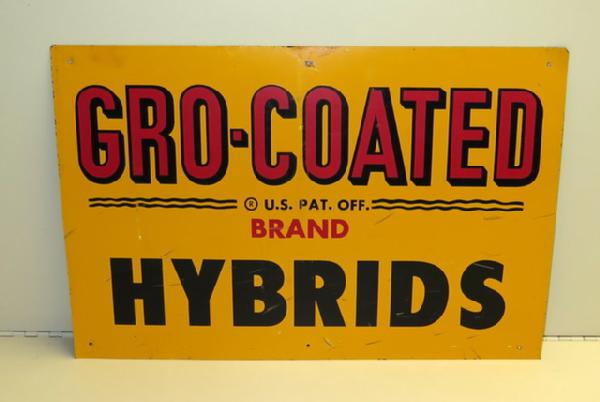 GRO-COATED
® U.S. PAT. OFF.
BRAND
HYBRIDS